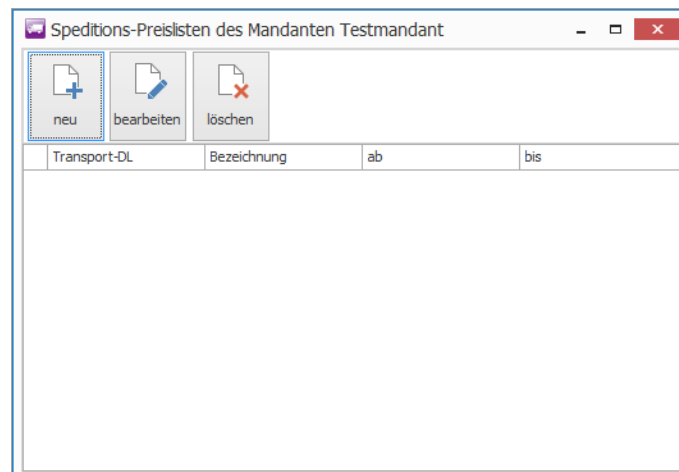 Speditions-Preislisten des Mandanten Testmandant
neu bearbeiten löschen
Transport-DL Bezeichnung ab bis